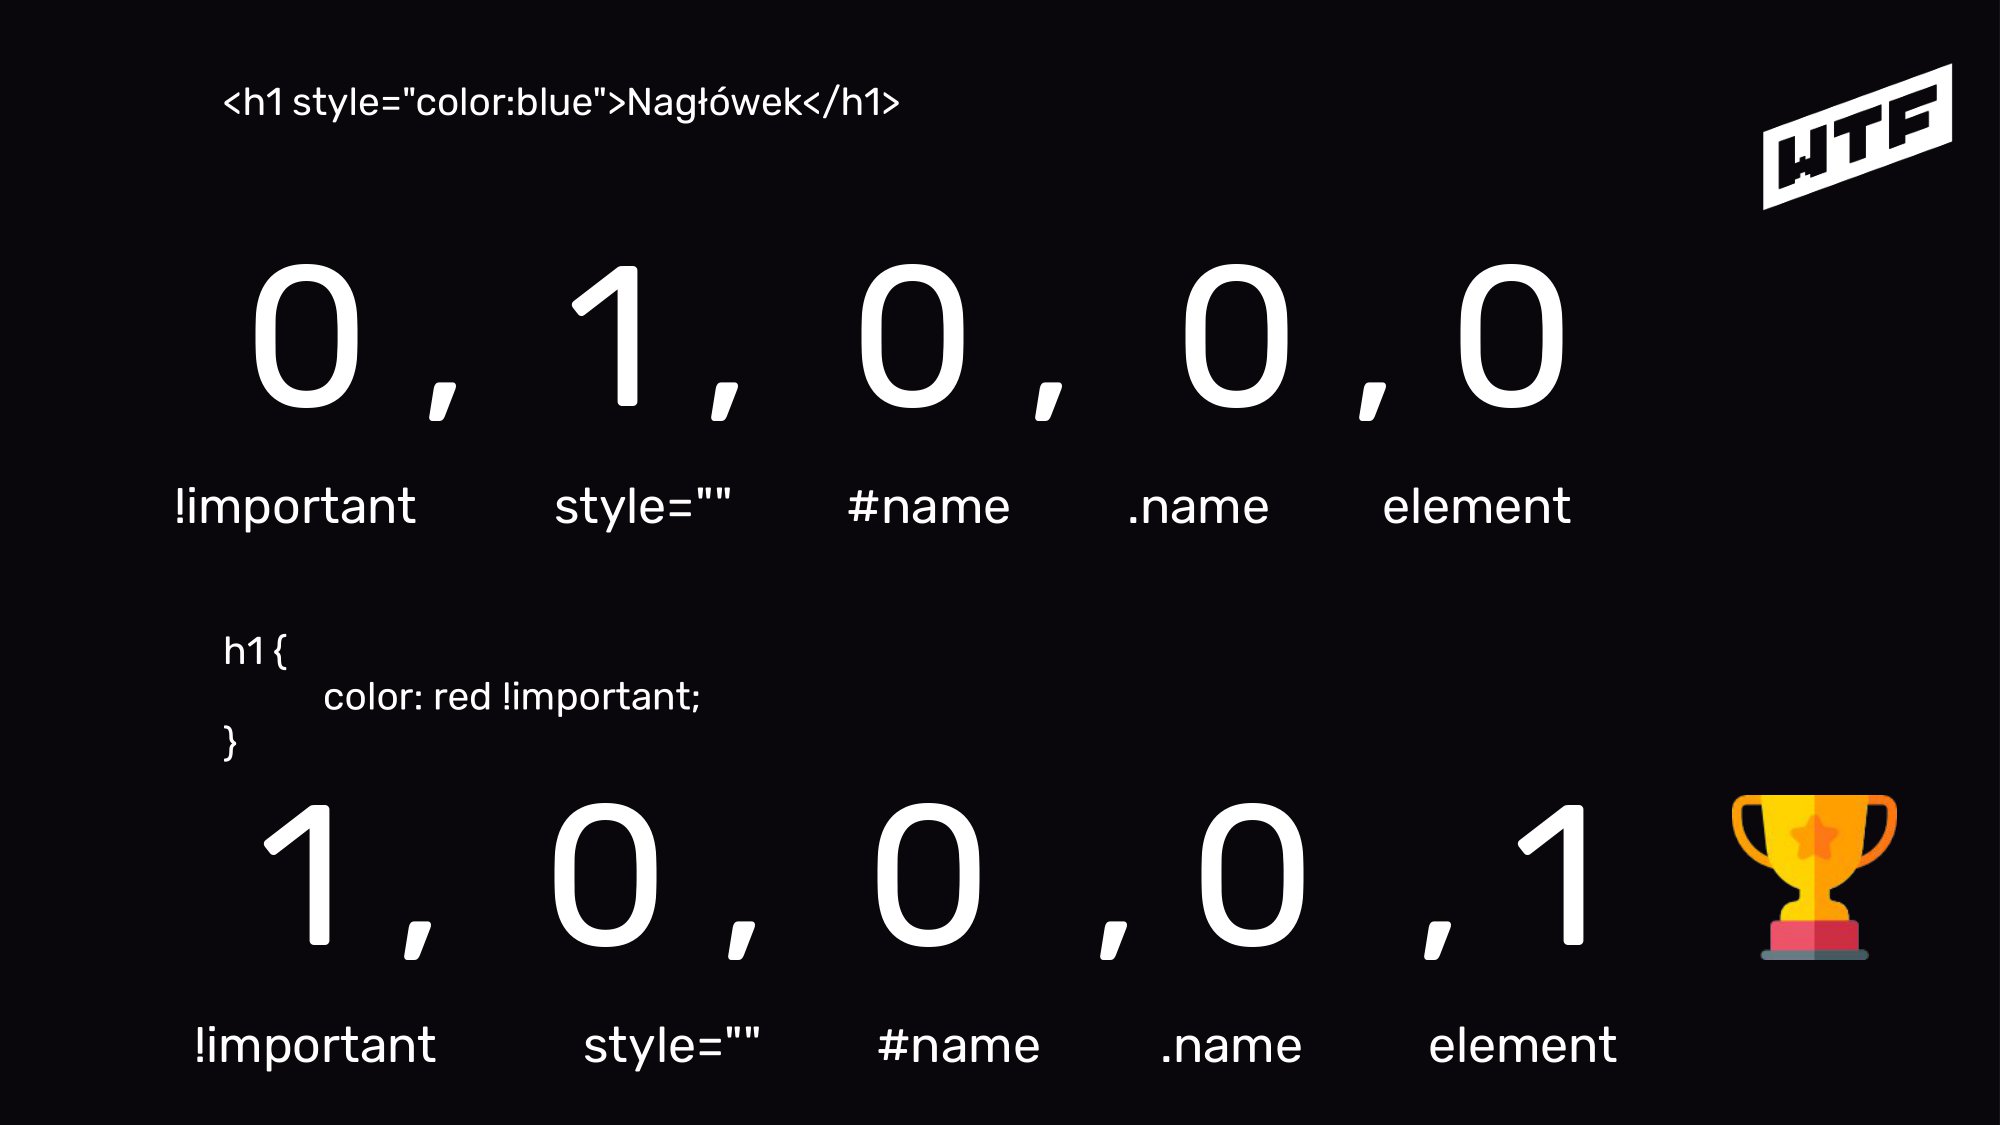 <h1 style="color:blue">Nagłówek</h1>
WTF
0 , 1 , 0 , 0 , 0
!important style="" #name .name element
h1 {
color: red !important;
}
1 , 0 , 0 , 0 , 1
!important style="" #name .name element